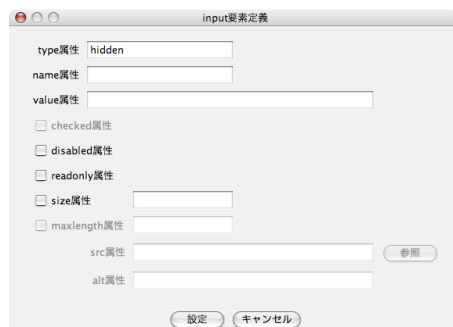 input要素定義
type属性 hidden
name属性
value属性
checked属性
disabled属性
readonly属性
size属性
maxlength属性
src属性 参照
alt属性
設定 キャンセル